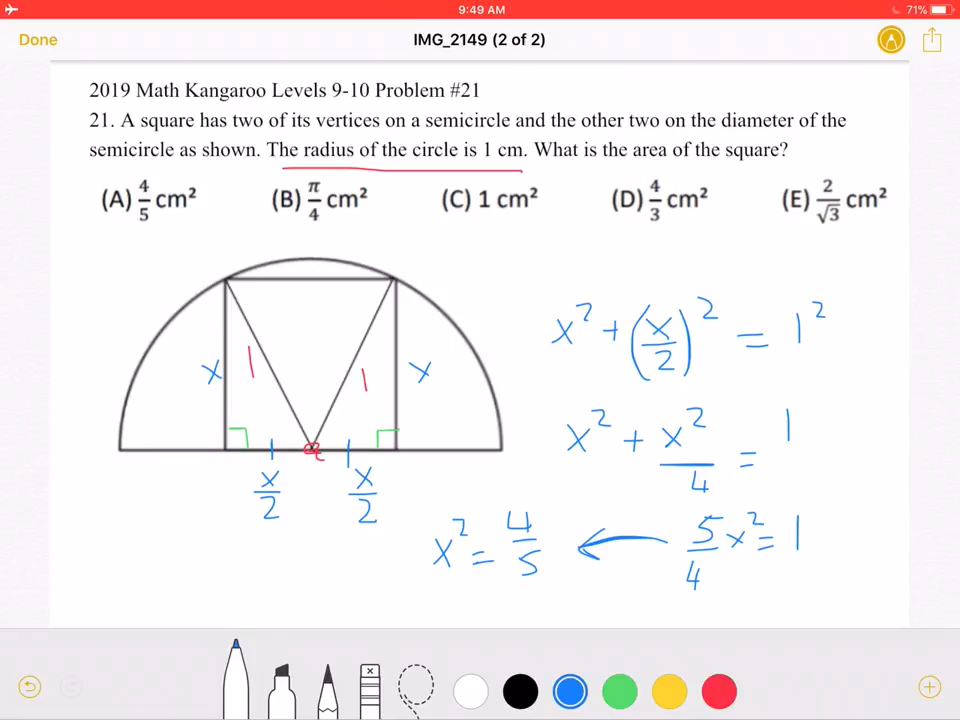 9:49 AM
71%
Done
IMG_2149 (2 of 2)
2019 Math Kangaroo Levels 9-10 Problem #21
21. A square has two of its vertices on a semicircle and the other two on the diameter of the
semicircle as shown. The radius of the circle is 1 cm. What is the area of the square?
(A) 4/5 cm² (B) π/4 cm² (C) 1 cm² (D) 4/3 cm² (E) 2/√3 cm²
x² + (x/2)² = 1²
x 1 1 x
x² + x²/4 = 1
x/2 x/2
x² = 4/5 ← 5/4 x² = 1